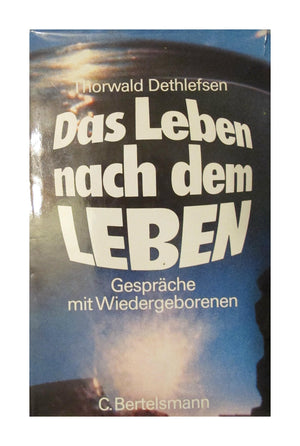 Thorwald Dethlefsen
Das Leben
nach dem
LEBEN
Gespräche
mit Wiedergeborenen
C. Bertelsmann